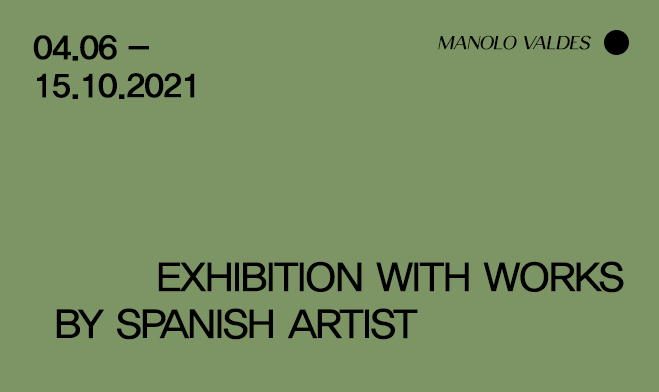 04.06 –
15.10.2021
MANOLO VALDES
EXHIBITION WITH WORKS
BY SPANISH ARTIST